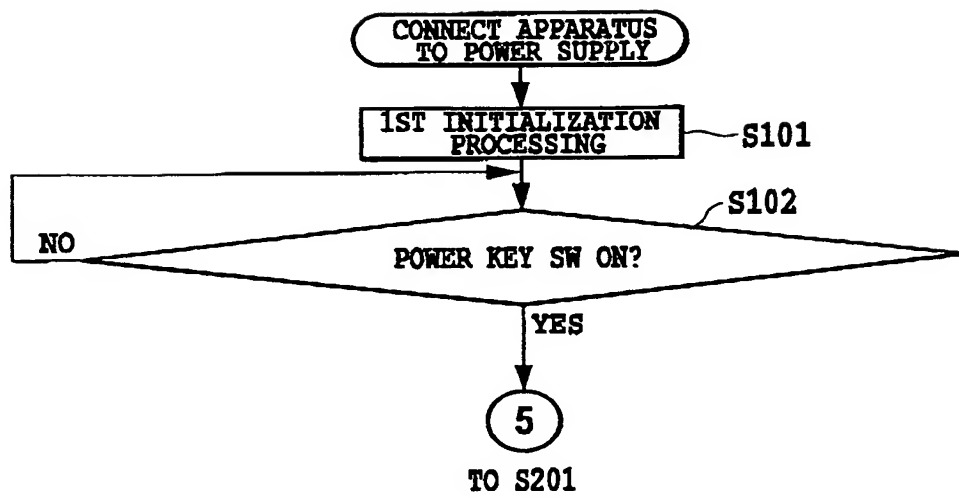 CONNECT APPARATUS
TO POWER SUPPLY
1ST INITIALIZATION
PROCESSING
S101
S102
NO
POWER KEY SW ON?
YES
5
TO S201